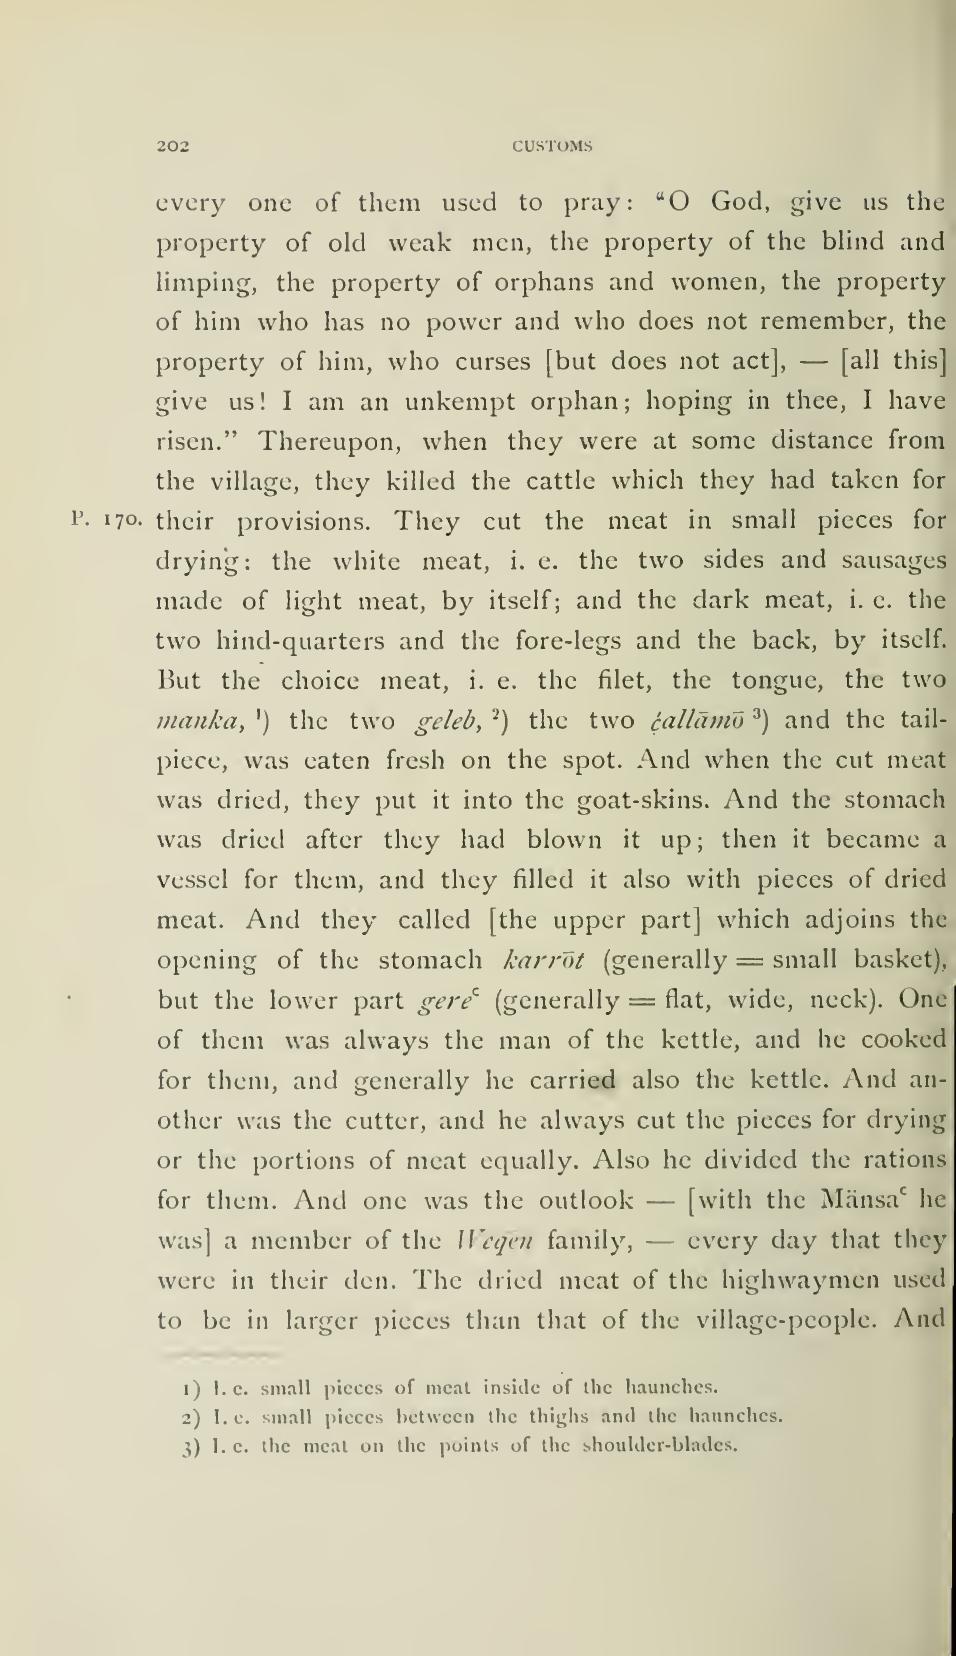 202 CUSTOMS
every one of them used to pray: “O God, give us the
property of old weak men, the property of the blind and
limping, the property of orphans and women, the property
of him who has no power and who does not remember, the
property of him, who curses [but does not act], — [all this]
give us! I am an unkempt orphan; hoping in thee, I have
risen.” Thereupon, when they were at some distance from
the village, they killed the cattle which they had taken for
P. 170. their provisions. They cut the meat in small pieces for
drying: the white meat, i. e. the two sides and sausages
made of light meat, by itself; and the dark meat, i. e. the
two hind-quarters and the fore-legs and the back, by itself.
But the choice meat, i. e. the filet, the tongue, the two
manka, ¹) the two geleb, ²) the two ḉallāmō ³) and the tail-
piece, was eaten fresh on the spot. And when the cut meat
was dried, they put it into the goat-skins. And the stomach
was dried after they had blown it up; then it became a
vessel for them, and they filled it also with pieces of dried
meat. And they called [the upper part] which adjoins the
opening of the stomach karrōt (generally = small basket),
but the lower part gereᶜ (generally = flat, wide, neck). One
of them was always the man of the kettle, and he cooked
for them, and generally he carried also the kettle. And an-
other was the cutter, and he always cut the pieces for drying
or the portions of meat equally. Also he divided the rations
for them. And one was the outlook — [with the Mänsaᶜ he
was] a member of the Weqēn family, — every day that they
were in their den. The dried meat of the highwaymen used
to be in larger pieces than that of the village-people. And
1) I. e. small pieces of meat inside of the haunches.
2) I. e. small pieces between the thighs and the haunches.
3) I. e. the meat on the points of the shoulder-blades.